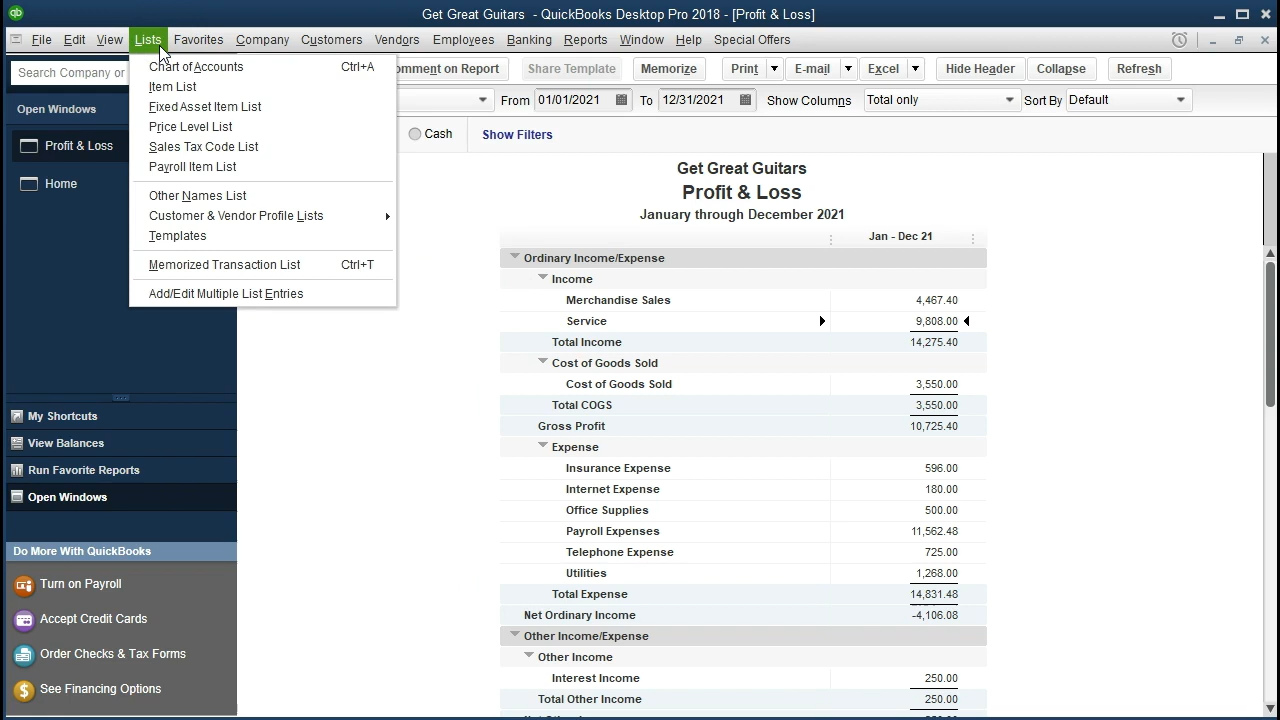 Get Great Guitars - QuickBooks Desktop Pro 2018 - [Profit & Loss]
File Edit View Lists Favorites Company Customers Vendors Employees Banking Reports Window Help Special Offers
Search Company or
omment on Report Share Template Memorize Print E-mail Excel Hide Header Collapse Refresh
From 01/01/2021 To 12/31/2021 Show Columns Total only Sort By Default
Cash Show Filters
Chart of Accounts Ctrl+A
Item List
Fixed Asset Item List
Price Level List
Sales Tax Code List
Payroll Item List
Other Names List
Customer & Vendor Profile Lists
Templates
Memorized Transaction List Ctrl+T
Add/Edit Multiple List Entries
Open Windows
Profit & Loss
Home
My Shortcuts
View Balances
Run Favorite Reports
Open Windows
Do More With QuickBooks
Turn on Payroll
Accept Credit Cards
Order Checks & Tax Forms
See Financing Options
Get Great Guitars
Profit & Loss
January through December 2021
Jan - Dec 21
Ordinary Income/Expense
Income
Merchandise Sales 4,467.40
Service 9,808.00
Total Income 14,275.40
Cost of Goods Sold
Cost of Goods Sold 3,550.00
Total COGS 3,550.00
Gross Profit 10,725.40
Expense
Insurance Expense 596.00
Internet Expense 180.00
Office Supplies 500.00
Payroll Expenses 11,562.48
Telephone Expense 725.00
Utilities 1,268.00
Total Expense 14,831.48
Net Ordinary Income -4,106.08
Other Income/Expense
Other Income
Interest Income 250.00
Total Other Income 250.00